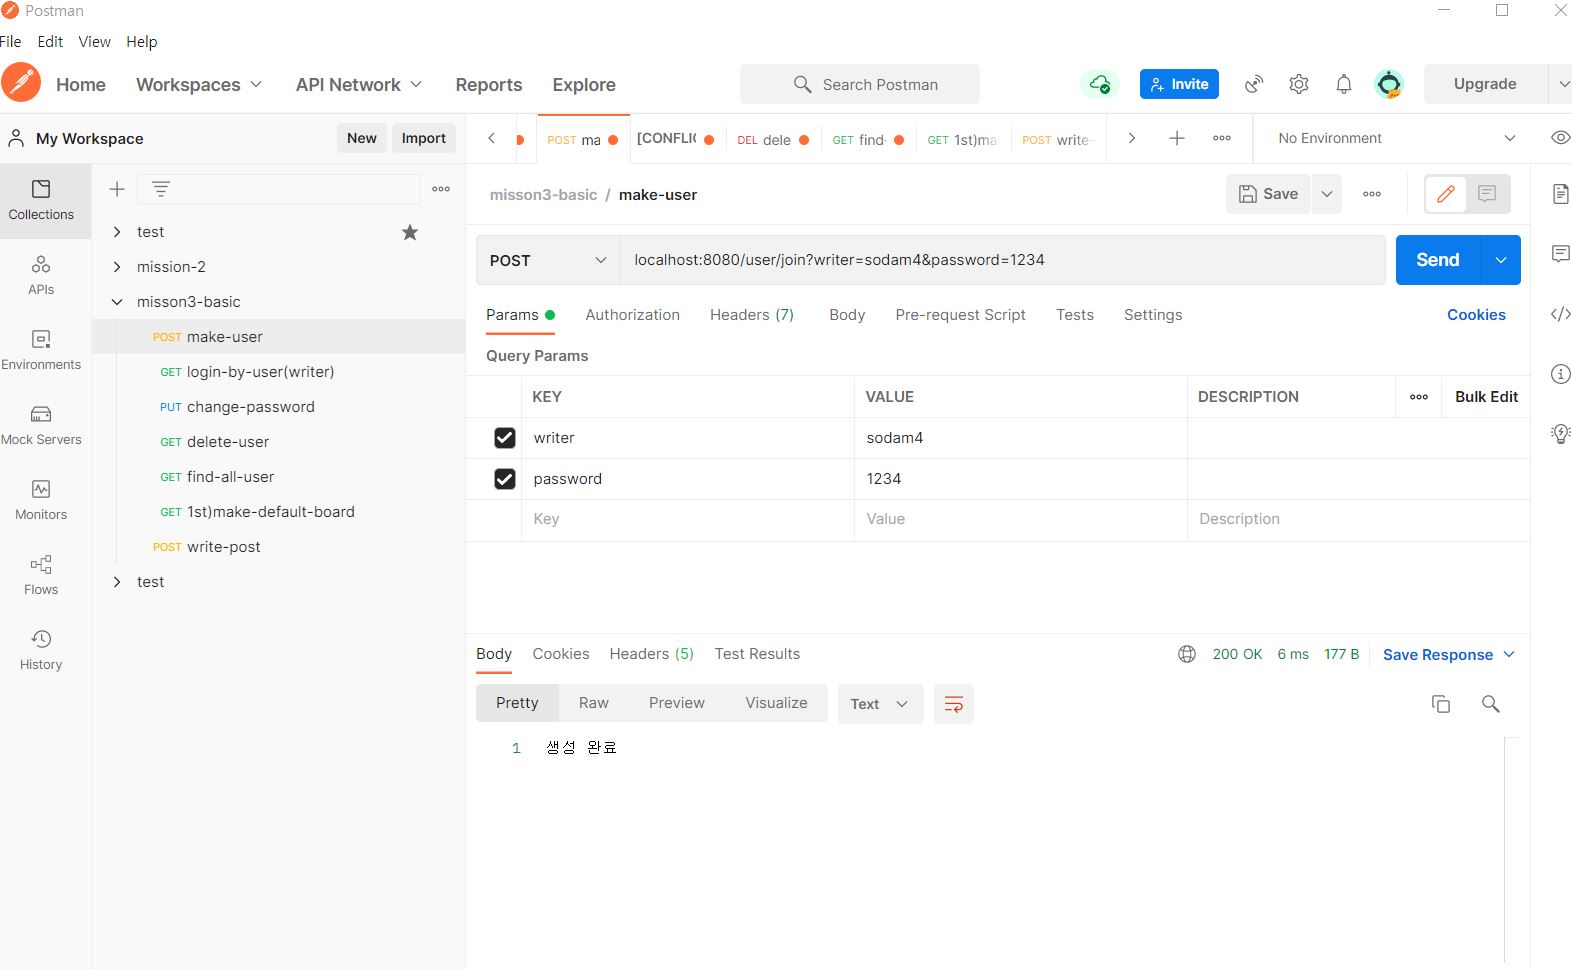 Postman
File Edit View Help
Home Workspaces API Network Reports Explore Search Postman Invite Upgrade
My Workspace New Import
POST ma [CONFLIC DEL dele GET find- GET 1st)ma POST write- No Environment
Collections
APIs
Environments
Mock Servers
Monitors
Flows
History
test
mission-2
misson3-basic
POST make-user
GET login-by-user(writer)
PUT change-password
GET delete-user
GET find-all-user
GET 1st)make-default-board
POST write-post
test
misson3-basic / make-user Save
POST localhost:8080/user/join?writer=sodam4&password=1234 Send
Params Authorization Headers (7) Body Pre-request Script Tests Settings Cookies
Query Params
KEY VALUE DESCRIPTION Bulk Edit
writer sodam4
password 1234
Key Value Description
Body Cookies Headers (5) Test Results 200 OK 6 ms 177 B Save Response
Pretty Raw Preview Visualize Text
1 생성 완료